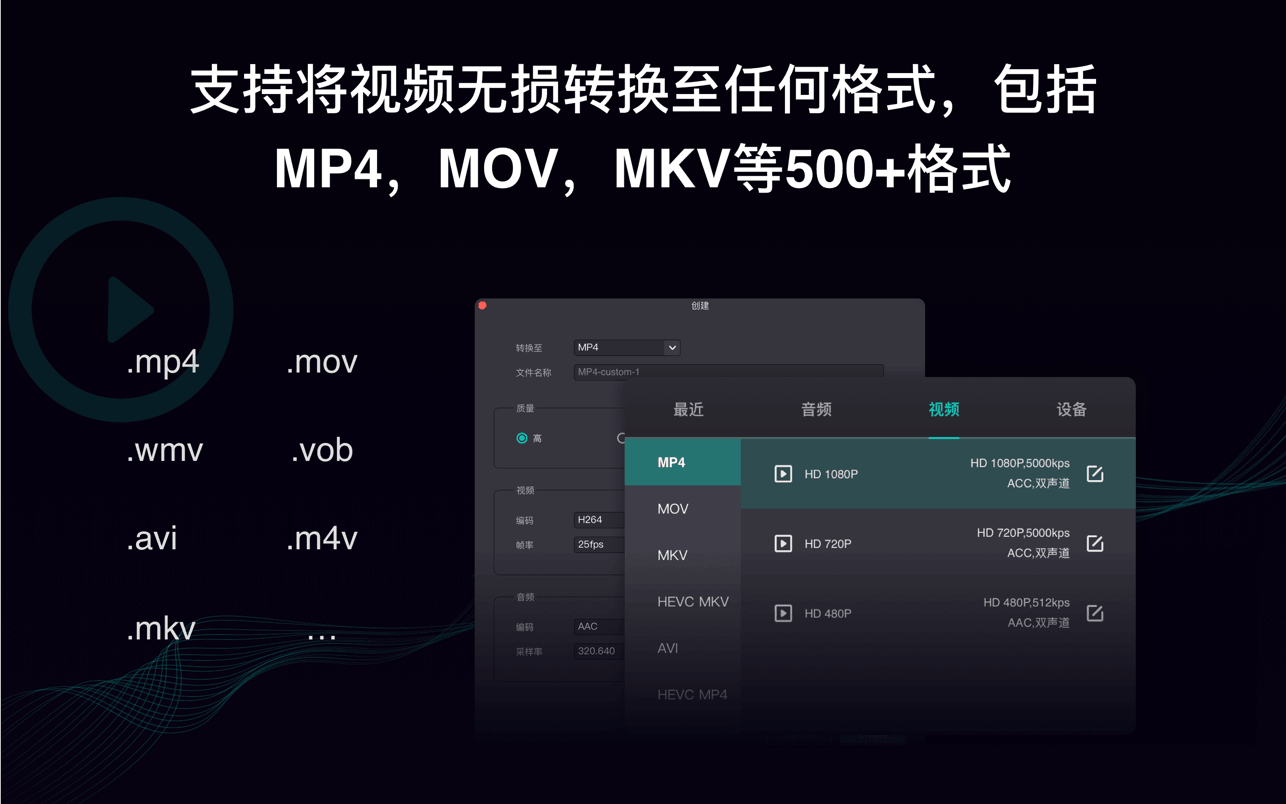 支持将视频无损转换至任何格式，包括
MP4，MOV，MKV等500+格式
.mp4 .mov
.wmv .vob
.avi .m4v
.mkv ...
创建
转换至 MP4
文件名称 MP4-custom-1
质量
高
视频
编码 H264
帧率 25fps
音频
编码 AAC
采样率 320.640
最近 音频 视频 设备
MP4
MOV
MKV
HEVC MKV
AVI
HEVC MP4
HD 1080P HD 1080P,5000kps
ACC,双声道
HD 720P HD 720P,5000kps
ACC,双声道
HD 480P HD 480P,512kps
AAC,双声道